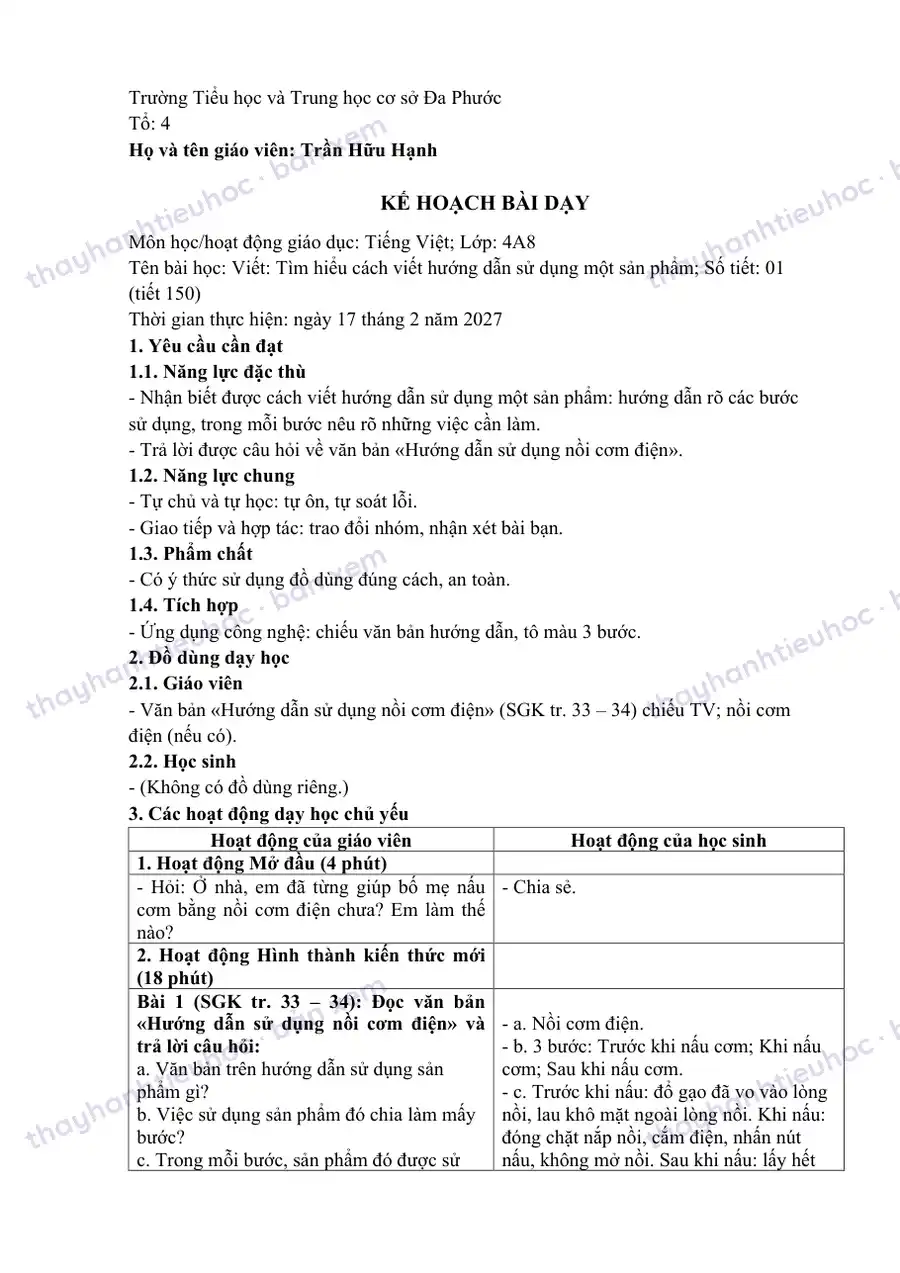 Trường Tiểu học và Trung học cơ sở Đa Phước
Tổ: 4
Họ và tên giáo viên: Trần Hữu Hạnh
KẾ HOẠCH BÀI DẠY
Môn học/hoạt động giáo dục: Tiếng Việt; Lớp: 4A8
Tên bài học: Viết: Tìm hiểu cách viết hướng dẫn sử dụng một sản phẩm; Số tiết: 01
(tiết 150)
Thời gian thực hiện: ngày 17 tháng 2 năm 2027
1. Yêu cầu cần đạt
1.1. Năng lực đặc thù
- Nhận biết được cách viết hướng dẫn sử dụng một sản phẩm: hướng dẫn rõ các bước
sử dụng, trong mỗi bước nêu rõ những việc cần làm.
- Trả lời được câu hỏi về văn bản «Hướng dẫn sử dụng nồi cơm điện».
1.2. Năng lực chung
- Tự chủ và tự học: tự ôn, tự soát lỗi.
- Giao tiếp và hợp tác: trao đổi nhóm, nhận xét bài bạn.
1.3. Phẩm chất
- Có ý thức sử dụng đồ dùng đúng cách, an toàn.
1.4. Tích hợp
- Ứng dụng công nghệ: chiếu văn bản hướng dẫn, tô màu 3 bước.
2. Đồ dùng dạy học
2.1. Giáo viên
- Văn bản «Hướng dẫn sử dụng nồi cơm điện» (SGK tr. 33 – 34) chiếu TV; nồi cơm
điện (nếu có).
2.2. Học sinh
- (Không có đồ dùng riêng.)
3. Các hoạt động dạy học chủ yếu
Hoạt động của giáo viên
Hoạt động của học sinh
1. Hoạt động Mở đầu (4 phút)
- Hỏi: Ở nhà, em đã từng giúp bố mẹ nấu
cơm bằng nồi cơm điện chưa? Em làm thế
nào?
- Chia sẻ.
2. Hoạt động Hình thành kiến thức mới
(18 phút)
Bài 1 (SGK tr. 33 – 34): Đọc văn bản
«Hướng dẫn sử dụng nồi cơm điện» và
trả lời câu hỏi:
a. Văn bản trên hướng dẫn sử dụng sản
phẩm gì?
b. Việc sử dụng sản phẩm đó chia làm mấy
bước?
c. Trong mỗi bước, sản phẩm đó được sử
- a. Nồi cơm điện.
- b. 3 bước: Trước khi nấu cơm; Khi nấu
cơm; Sau khi nấu cơm.
- c. Trước khi nấu: đổ gạo đã vo vào lòng
nồi, lau khô mặt ngoài lòng nồi. Khi nấu:
đóng chặt nắp nồi, cắm điện, nhấn nút
nấu, không mở nồi. Sau khi nấu: lấy hết
thayhanhtieuhoc · bản xem
thayhanhtieuhoc · b
thayhanhtieuhoc · bản xem
thayhanhtieuhoc · b
thayhanhtieuhoc · bản xem
thayhanhtieuhoc · b